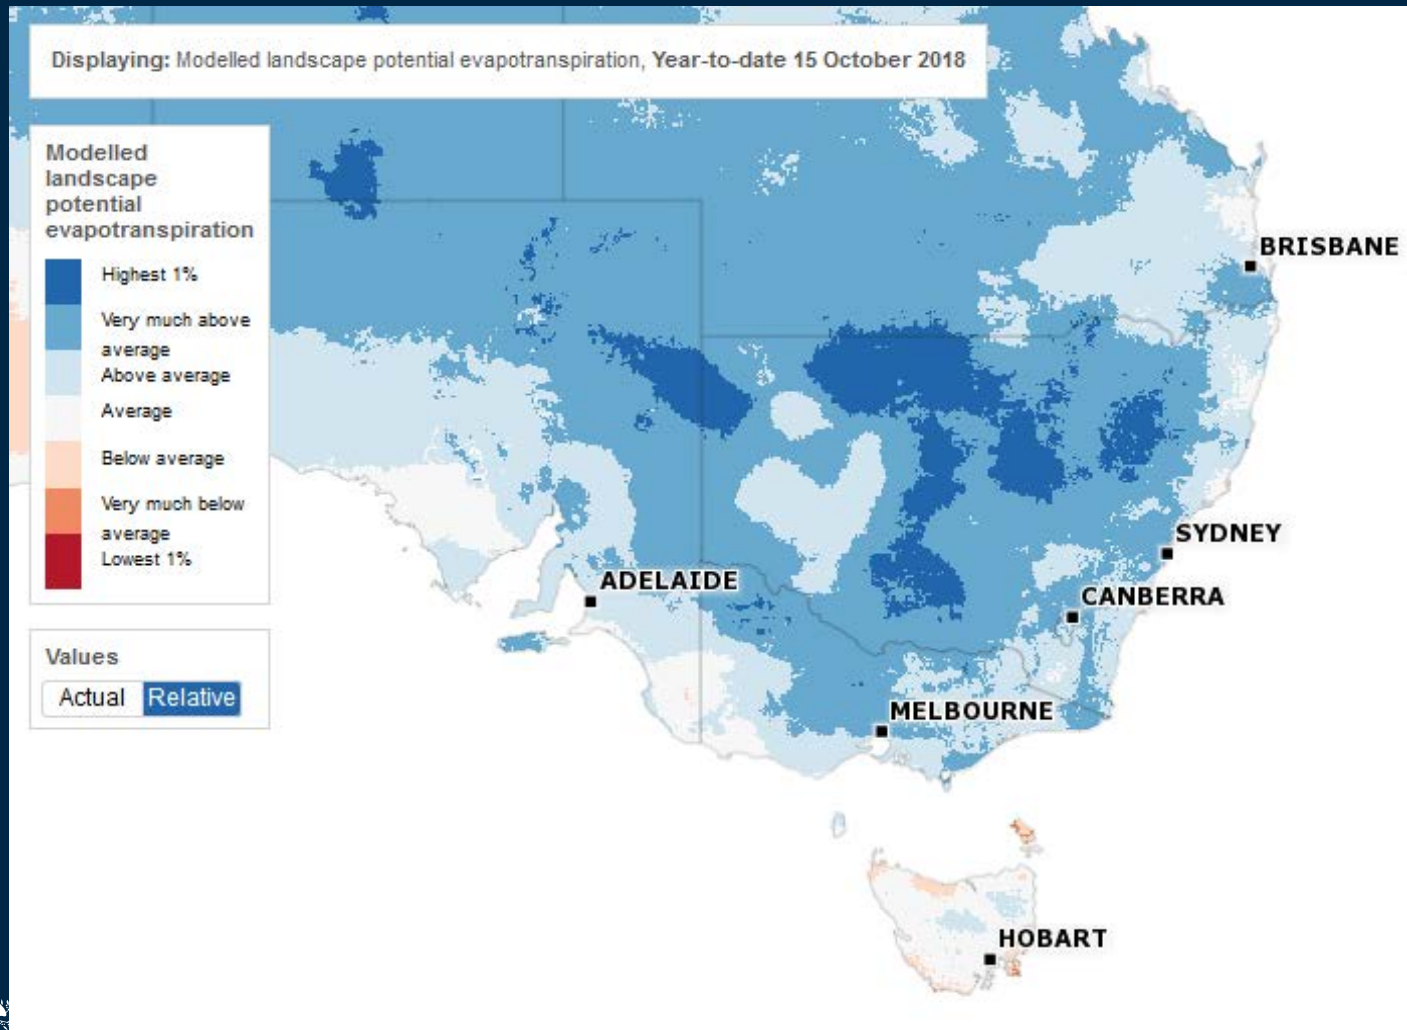 Displaying: Modelled landscape potential evapotranspiration, Year-to-date 15 October 2018
Modelled
landscape
potential
evapotranspiration
Highest 1%
Very much above
average
Above average
Average
Below average
Very much below
average
Lowest 1%
Values
Actual Relative
BRISBANE
SYDNEY
ADELAIDE
CANBERRA
MELBOURNE
HOBART